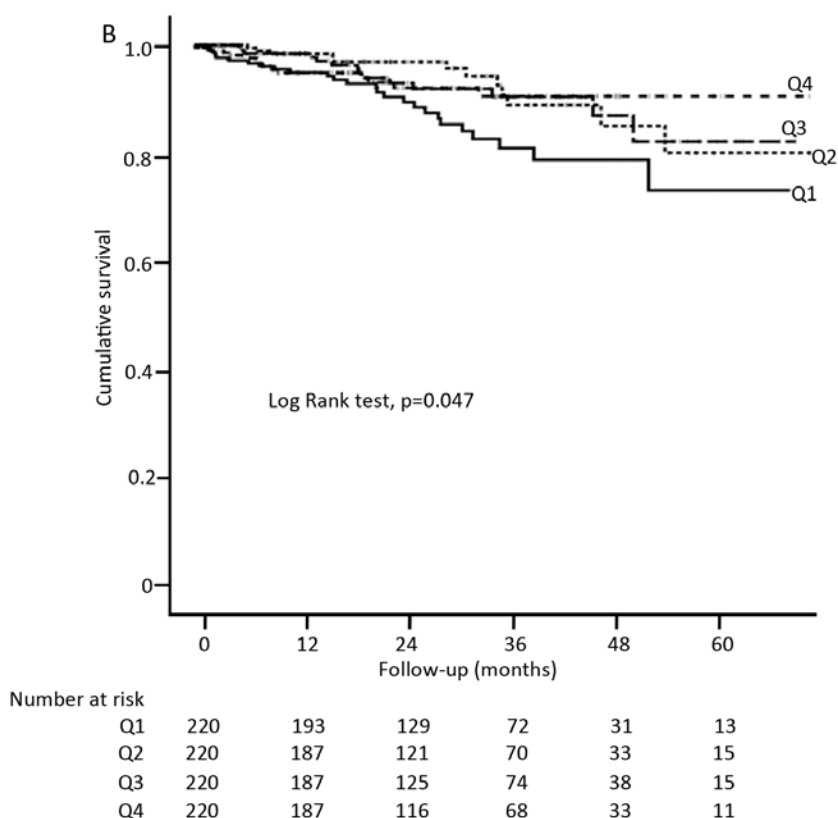 B
1.0
0.8
0.6
0.4
0.2
0
Cumulative survival
Q4
Q3
Q2
Q1
Log Rank test, p=0.047
0 12 24 36 48 60
Follow-up (months)
Number at risk
Q1 220 193 129 72 31 13
Q2 220 187 121 70 33 15
Q3 220 187 125 74 38 15
Q4 220 187 116 68 33 11